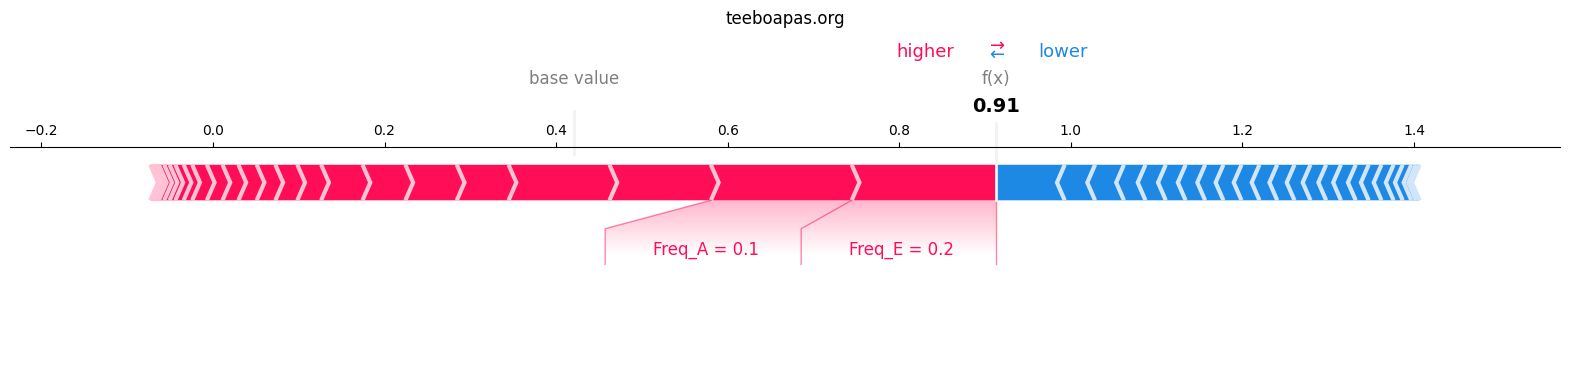 teeboapas.org
higher ⇄ lower
base value f(x)
0.91
−0.2 0.0 0.2 0.4 0.6 0.8 1.0 1.2 1.4
Freq_A = 0.1 Freq_E = 0.2